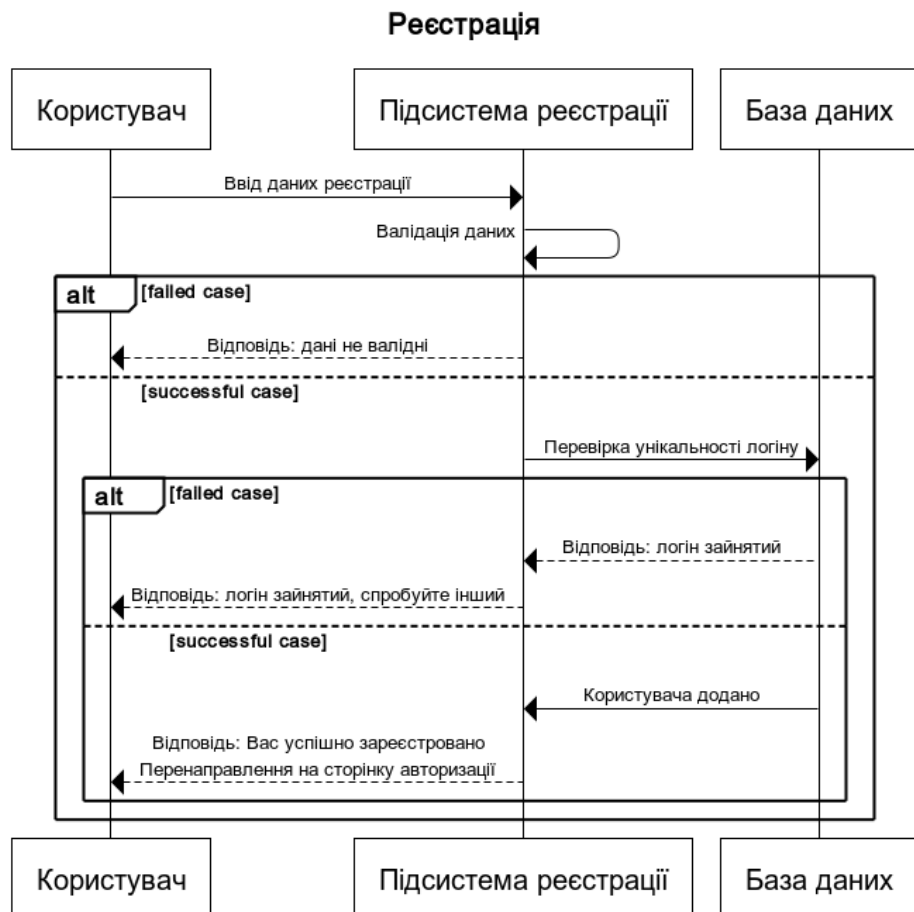 Реєстрація
Користувач
Підсистема реєстрації
База даних
Ввід даних реєстрації
Валідація даних
alt
[failed case]
Відповідь: дані не валідні
[successful case]
Перевірка унікальності логіну
alt
[failed case]
Відповідь: логін зайнятий
Відповідь: логін зайнятий, спробуйте інший
[successful case]
Користувача додано
Відповідь: Вас успішно зареєстровано
Перенаправлення на сторінку авторизації
Користувач
Підсистема реєстрації
База даних